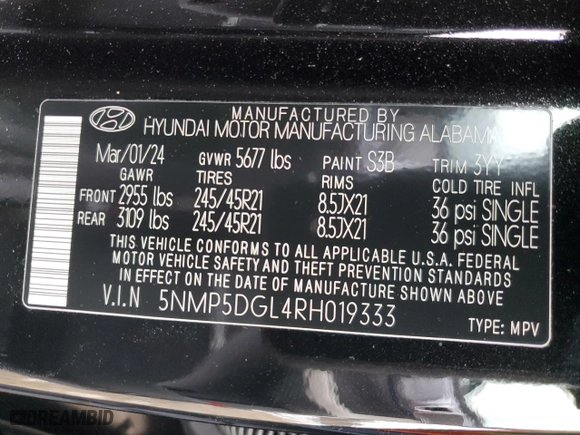 MANUFACTURED BY
HYUNDAI MOTOR MANUFACTURING ALABAMA
Mar/01/24 GVWR 5677 lbs PAINT S3B TRIM 3YY
GAWR TIRES RIMS COLD TIRE INFL
FRONT 2955 lbs 245/45R21 8.5JX21 36 psi SINGLE
REAR 3109 lbs 245/45R21 8.5JX21 36 psi SINGLE
THIS VEHICLE CONFORMS TO ALL APPLICABLE U.S.A. FEDERAL
MOTOR VEHICLE SAFETY AND THEFT PREVENTION STANDARDS
IN EFFECT ON THE DATE OF MANUFACTURE SHOWN ABOVE.
V.I.N 5NMP5DGL4RH019333
TYPE: MPV
DREAMBID